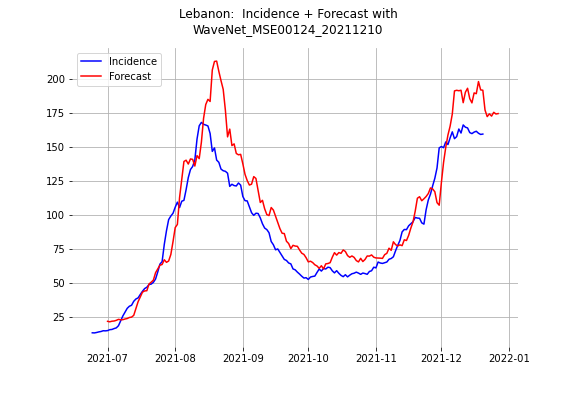 Lebanon:  Incidence + Forecast with
WaveNet_MSE00124_20211210
Incidence
Forecast
200
175
150
125
100
75
50
25
2021-07 2021-08 2021-09 2021-10 2021-11 2021-12 2022-01